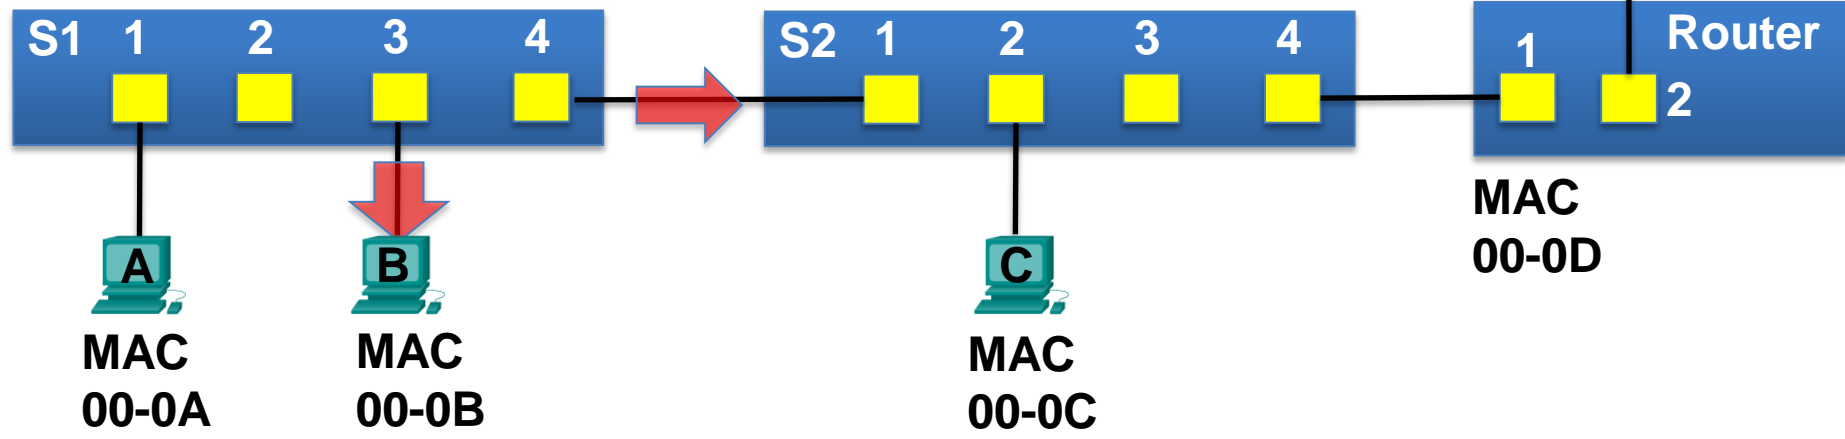 S1 1 2 3 4
S2 1 2 3 4
1 Router
2
A
MAC
00-0A
B
MAC
00-0B
C
MAC
00-0C
MAC
00-0D